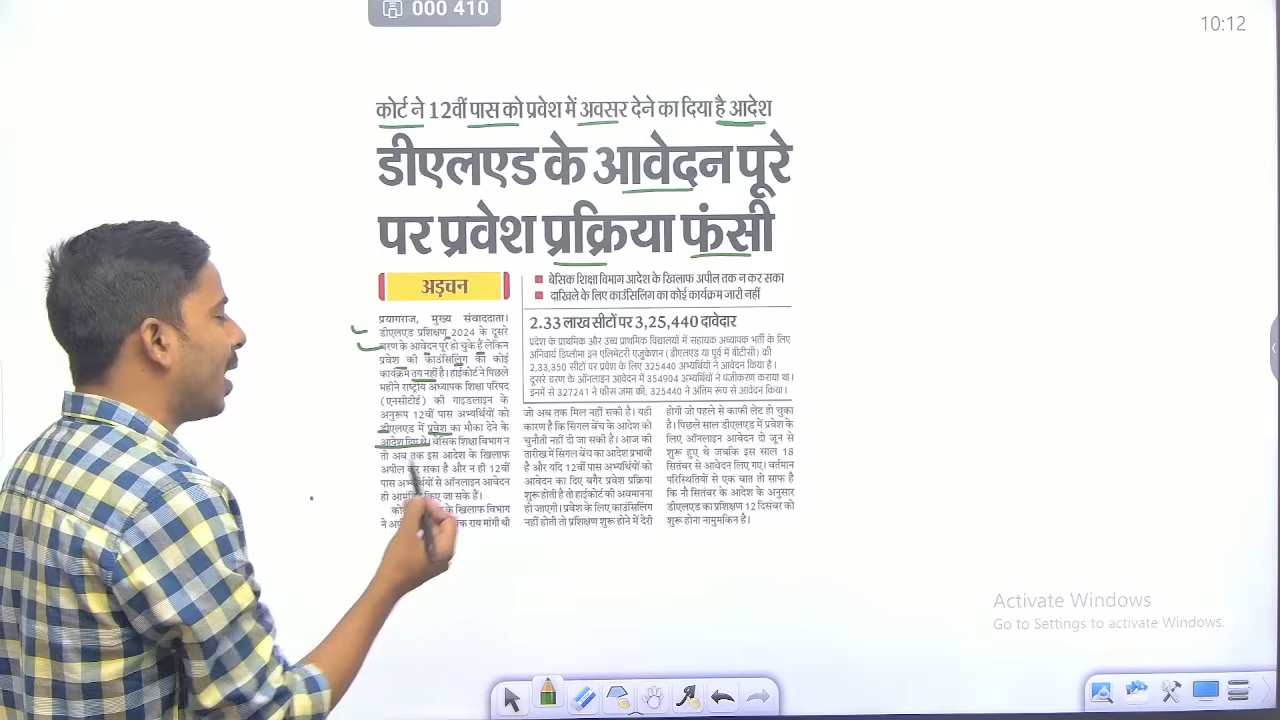 000 410
10:12
कोर्ट ने 12वीं पास को प्रवेश में अवसर देने का दिया है आदेश
डीएलएड के आवेदन पूरे
पर प्रवेश प्रक्रिया फंसी
अड़चन
■ बेसिक शिक्षा विभाग आदेश के खिलाफ अपील तक न कर सका
■ दाखिले के लिए काउंसिलिंग का कोई कार्यक्रम जारी नहीं
प्रयागराज, मुख्य संवाददाता।
डीएलएड प्रशिक्षण 2024 के दूसरे
चरण के आवेदन पूरे हो चुके हैं लेकिन
प्रवेश को काउंसिलिंग का कोई
कार्यक्रम तय नहीं है। हाईकोर्ट ने पिछले
महीने राष्ट्रीय अध्यापक शिक्षा परिषद
(एनसीटीई) की गाइडलाइन के
अनुरूप 12वीं पास अभ्यर्थियों को
डीएलएड में प्रवेश का मौका देने के
आदेश दिए थे। बेसिक शिक्षा विभाग न
तो अब तक इस आदेश के खिलाफ
अपील कर सका है और न ही 12वीं
पास अभ्यर्थियों से ऑनलाइन आवेदन
ही किए जा सके हैं।
के खिलाफ विभाग
ने राय मांगी थी
2.33 लाख सीटों पर 3,25,440 दावेदार
प्रदेश के प्राथमिक और उच्च प्राथमिक विद्यालयों में सहायक अध्यापक भर्ती के लिए
अनिवार्य डिप्लोमा इन एलिमेंटरी एजुकेशन (डीएलएड या पूर्व में बीटीसी) की
2,33,350 सीटों पर प्रवेश के लिए 325440 अभ्यर्थियों ने आवेदन किया है।
दूसरे चरण के ऑनलाइन आवेदन में 354904 अभ्यर्थियों ने पंजीकरण कराया था।
इनमें से 327241 ने फीस जमा की, 325440 ने अंतिम रूप से आवेदन किया।
जो अब तक मिल नहीं सकी है। यही
कारण है कि सिंगल बेंच के आदेश को
चुनौती नहीं दी जा सकी है। आज की
तारीख में सिंगल बेंच का आदेश प्रभावी
है और यदि 12वीं पास अभ्यर्थियों को
आवेदन का दिए बगैर प्रवेश प्रक्रिया
शुरू होती है तो हाईकोर्ट की अवमानना
हो जाएगी। प्रवेश के लिए काउंसिलिंग
नहीं होती तो प्रशिक्षण शुरू होने में देरी
होगी जो पहले से काफी लेट हो चुका
है। पिछले साल डीएलएड में प्रवेश के
लिए ऑनलाइन आवेदन दो जून से
शुरू हुए थे जबकि इस साल 18
सितंबर से आवेदन लिए गए। वर्तमान
परिस्थितियों से एक बात तो साफ है
कि नौ सितंबर के आदेश के अनुसार
डीएलएड का प्रशिक्षण 12 दिसंबर को
शुरू होना नामुमकिन है।
Activate Windows
Go to Settings to activate Windows.